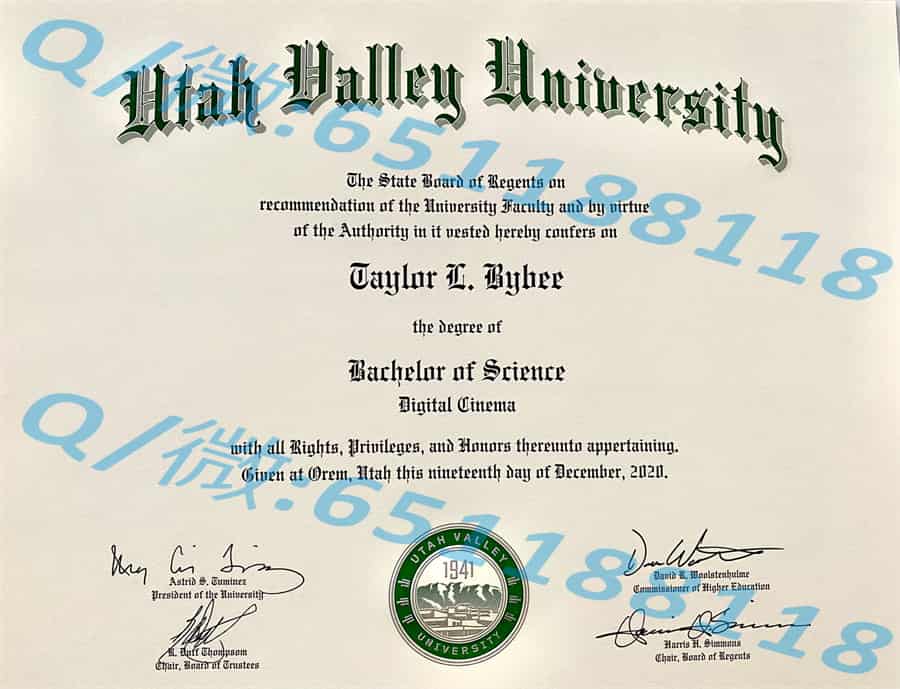 Utah Valley University
Q/微:651188118
The State Board of Regents on
recommendation of the University Faculty and by virtue
of the Authority in it vested hereby confers on
Taylor L. Bybee
the degree of
Bachelor of Science
Digital Cinema
with all Rights, Privileges, and Honors thereunto appertaining.
Given at Orem, Utah this nineteenth day of December, 2020.
Q/微:651188118
Astrid S. Tuminez
President of the University
K. Duff Thompson
Chair, Board of Trustees
UTAH VALLEY
1941
UNIVERSITY
David R. Woolstenhulme
Commissioner of Higher Education
Harris H. Simmons
Chair, Board of Regents